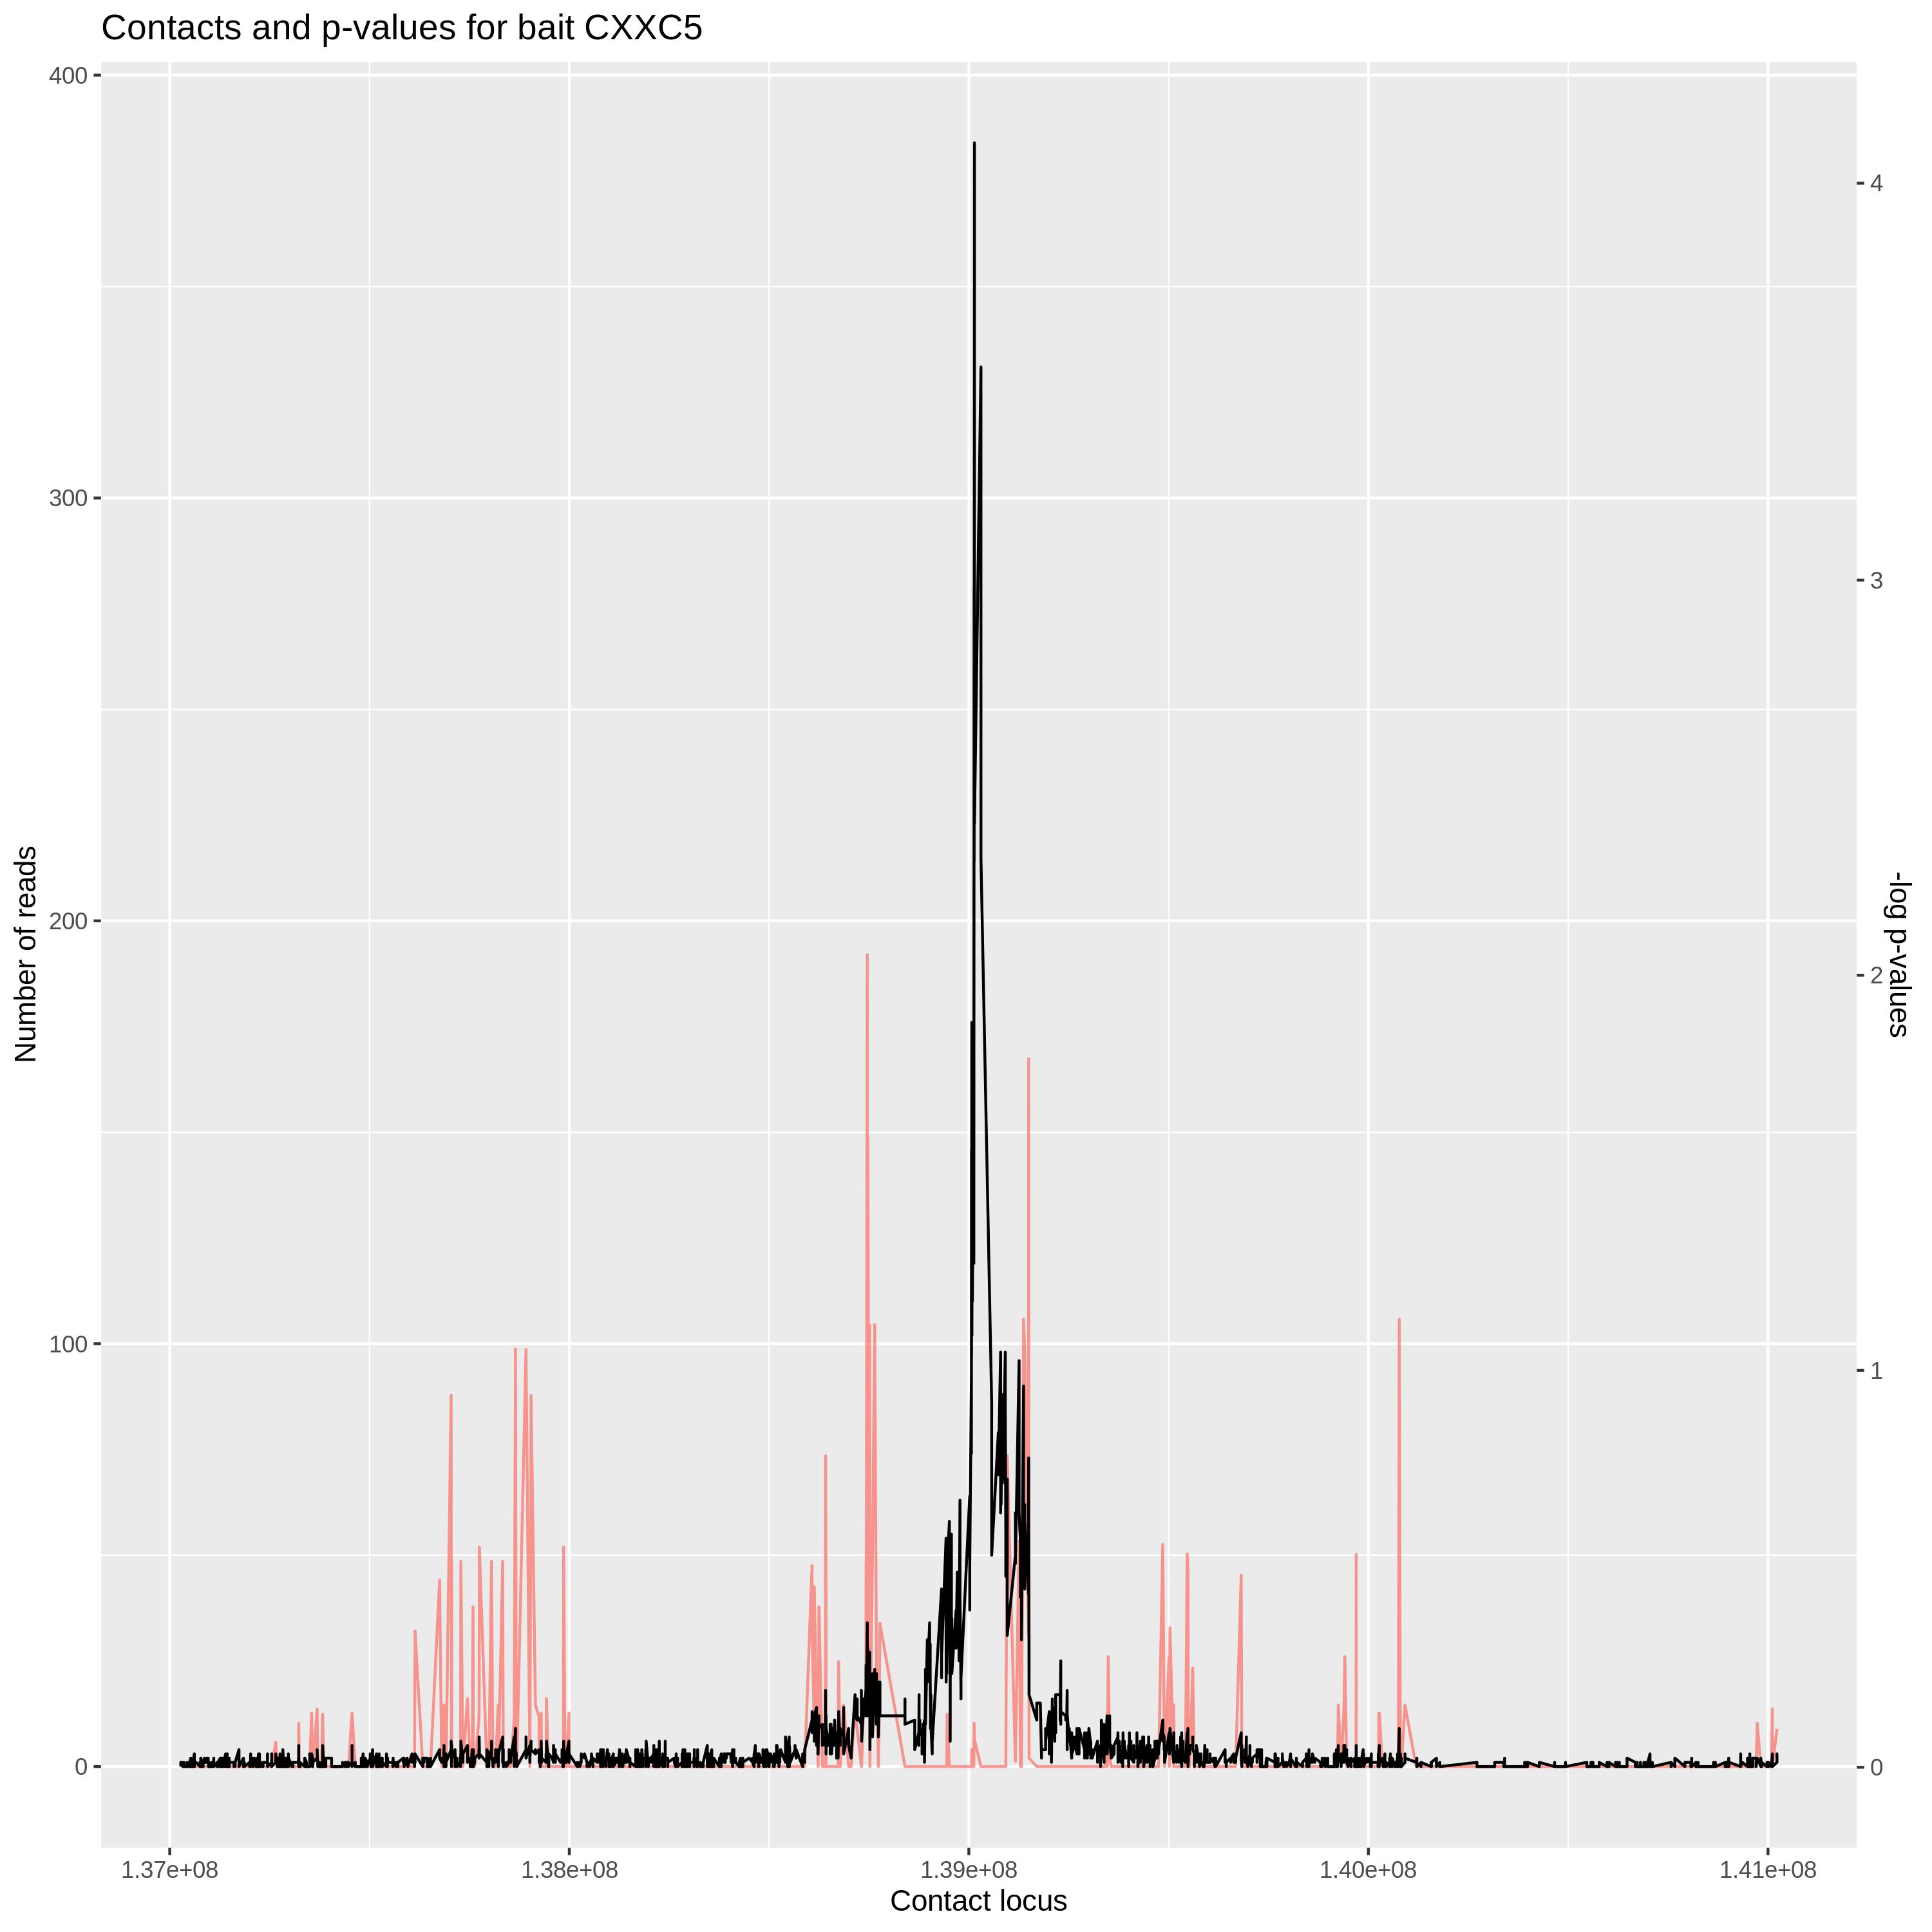 Contacts and p-values for bait CXXC5
400
300
200
100
0
Number of reads
4
3
2
1
0
-log p-values
1.37e+08 1.38e+08 1.39e+08 1.40e+08 1.41e+08
Contact locus